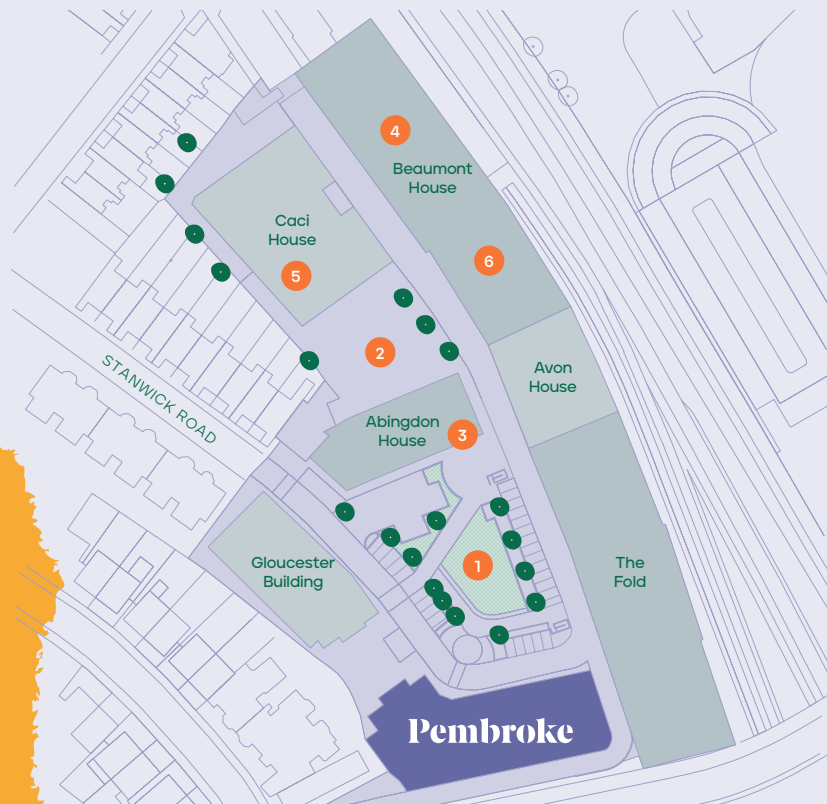 4
Beaumont
House
Caci
House
5
6
2
STANWICK ROAD
Avon
House
Abingdon
House
3
Gloucester
Building
1
The
Fold
Pembroke